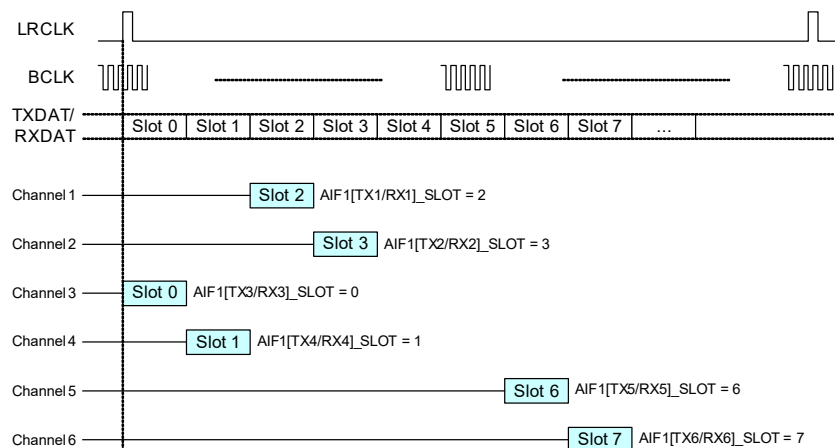 LRCLK
BCLK
TXDAT/
RXDAT
Slot 0 Slot 1 Slot 2 Slot 3 Slot 4 Slot 5 Slot 6 Slot 7 ...
Channel 1 Slot 2 AIF1[TX1/RX1]_SLOT = 2
Channel 2 Slot 3 AIF1[TX2/RX2]_SLOT = 3
Channel 3 Slot 0 AIF1[TX3/RX3]_SLOT = 0
Channel 4 Slot 1 AIF1[TX4/RX4]_SLOT = 1
Channel 5 Slot 6 AIF1[TX5/RX5]_SLOT = 6
Channel 6 Slot 7 AIF1[TX6/RX6]_SLOT = 7